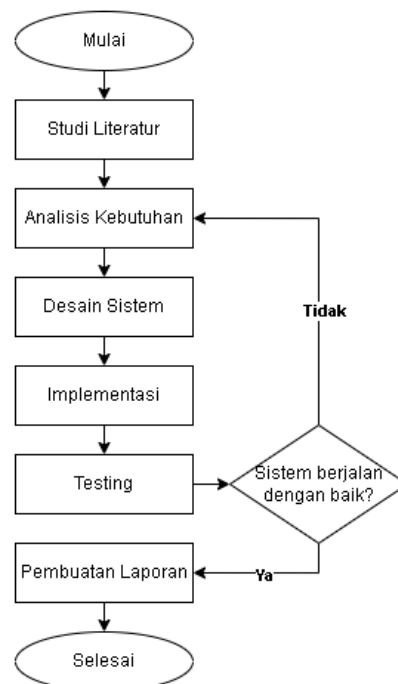 Mulai
Studi Literatur
Analisis Kebutuhan
Desain Sistem
Tidak
Implementasi
Testing
Sistem berjalan
dengan baik?
Pembuatan Laporan
Ya
Selesai